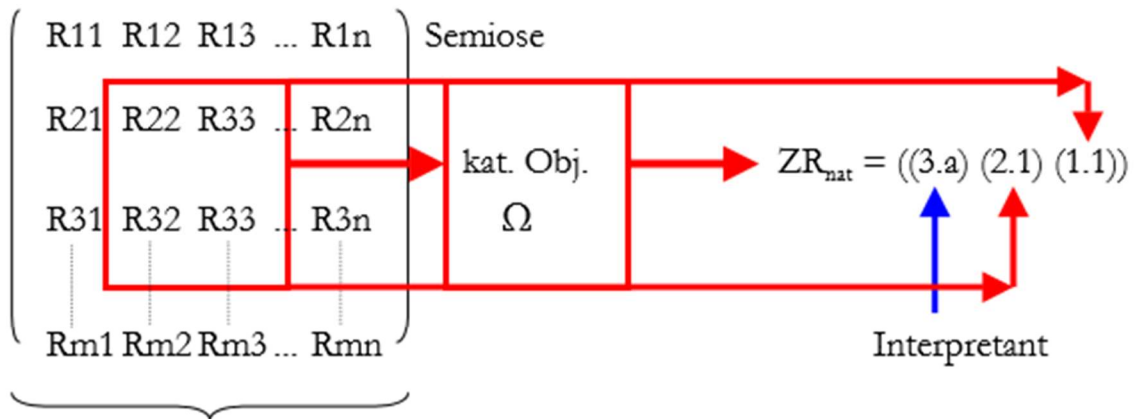 R11 R12 R13 ... R1n Semiose
R21 R22 R33 ... R2n
kat. Obj. ZRnat = ((3.a) (2.1) (1.1))
R31 R32 R33 ... R3n Ω
Rm1 Rm2 Rm3 ... Rmn Interpretant